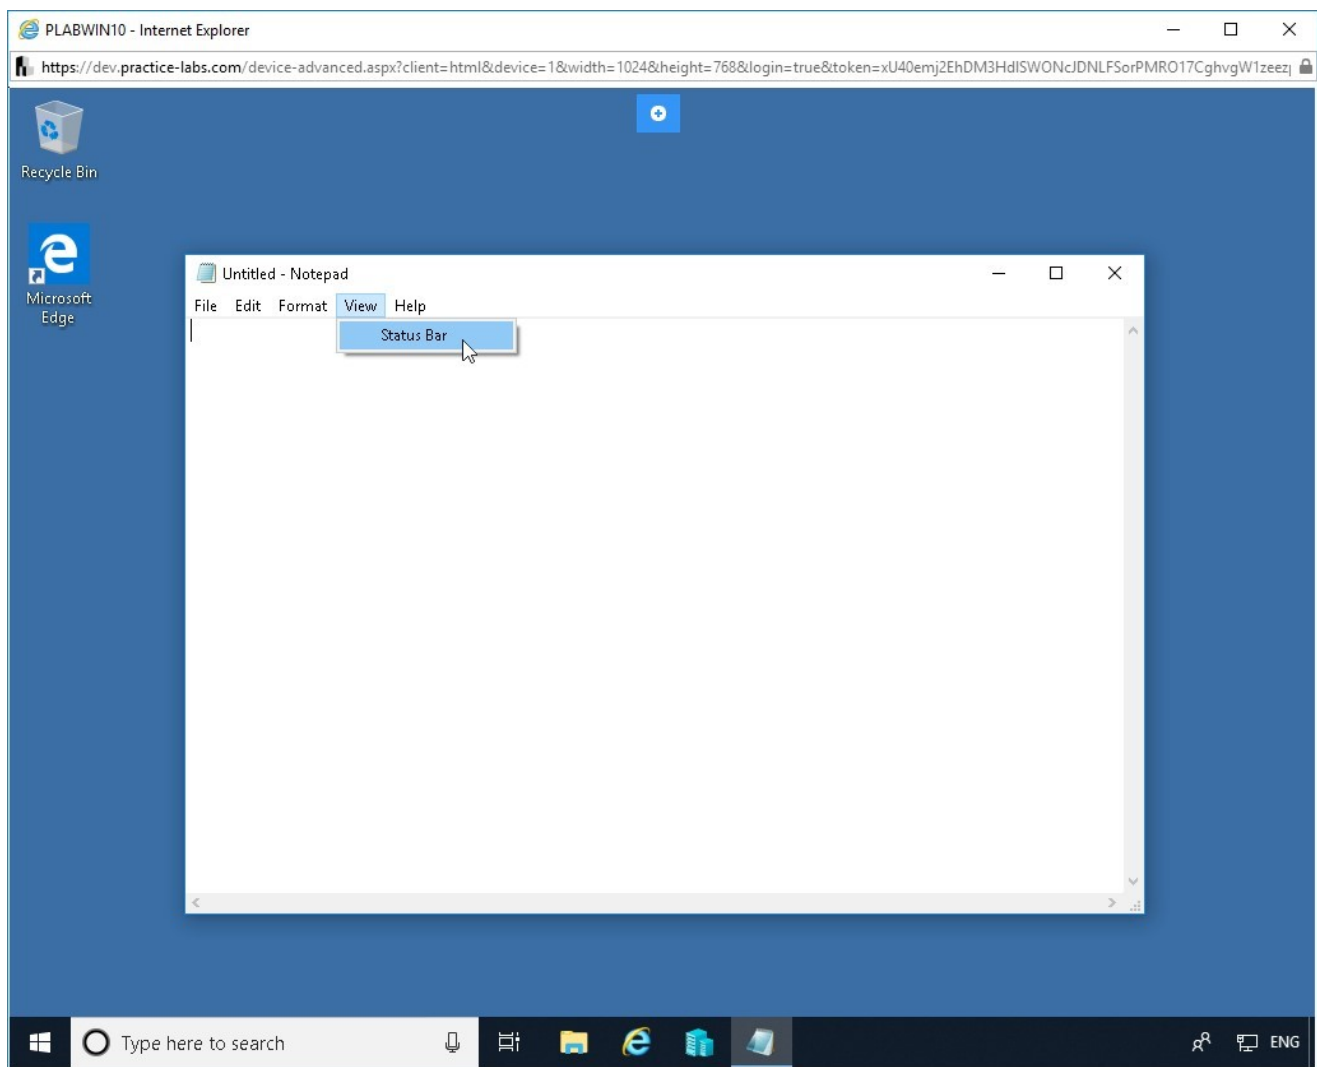 PLABWIN10 - Internet Explorer
https://dev.practice-labs.com/device-advanced.aspx?client=html&device=1&width=1024&height=768&login=true&token=xU40emj2EhDM3HdISWONcJDNLFSorPMRO17CghvgW1zeez
Recycle Bin
Microsoft
Edge
Untitled - Notepad
File Edit Format View Help
Status Bar
Type here to search
ENG